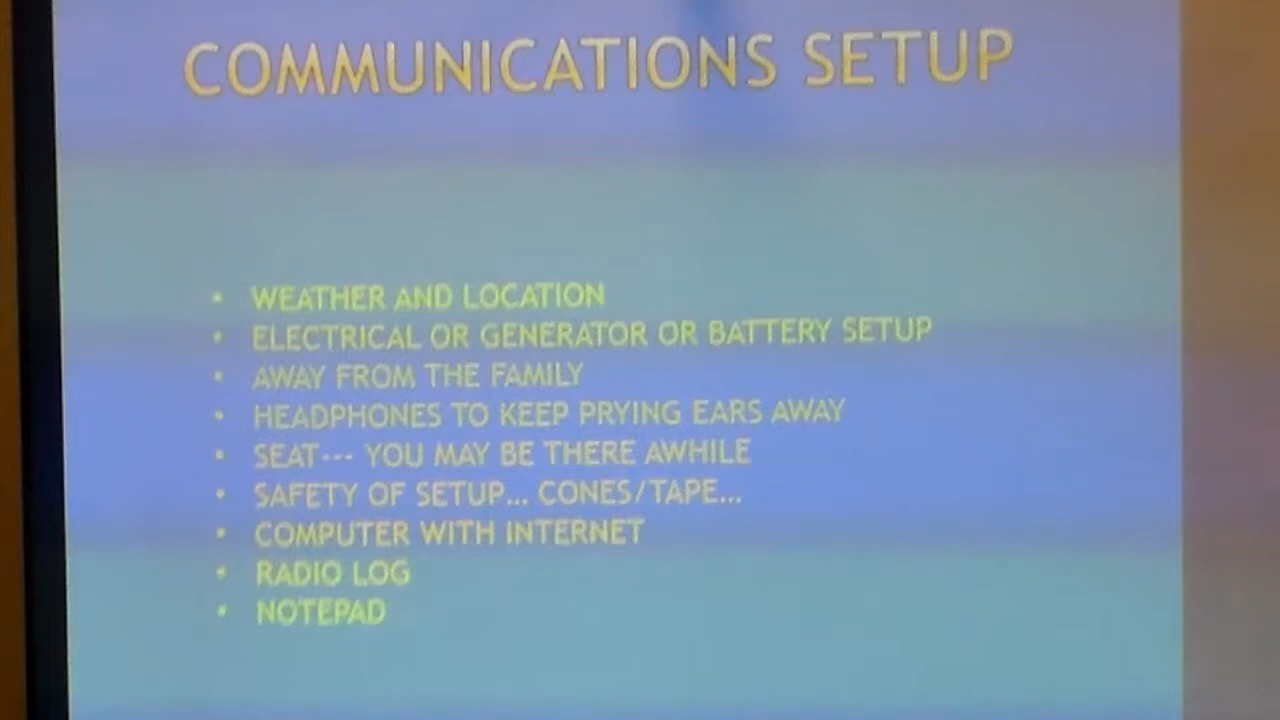 COMMUNICATIONS SETUP
• WEATHER AND LOCATION
• ELECTRICAL OR GENERATOR OR BATTERY SETUP
• AWAY FROM THE FAMILY
• HEADPHONES TO KEEP PRYING EARS AWAY
• SEAT--- YOU MAY BE THERE AWHILE
• SAFETY OF SETUP... CONES/TAPE...
• COMPUTER WITH INTERNET
• RADIO LOG
• NOTEPAD